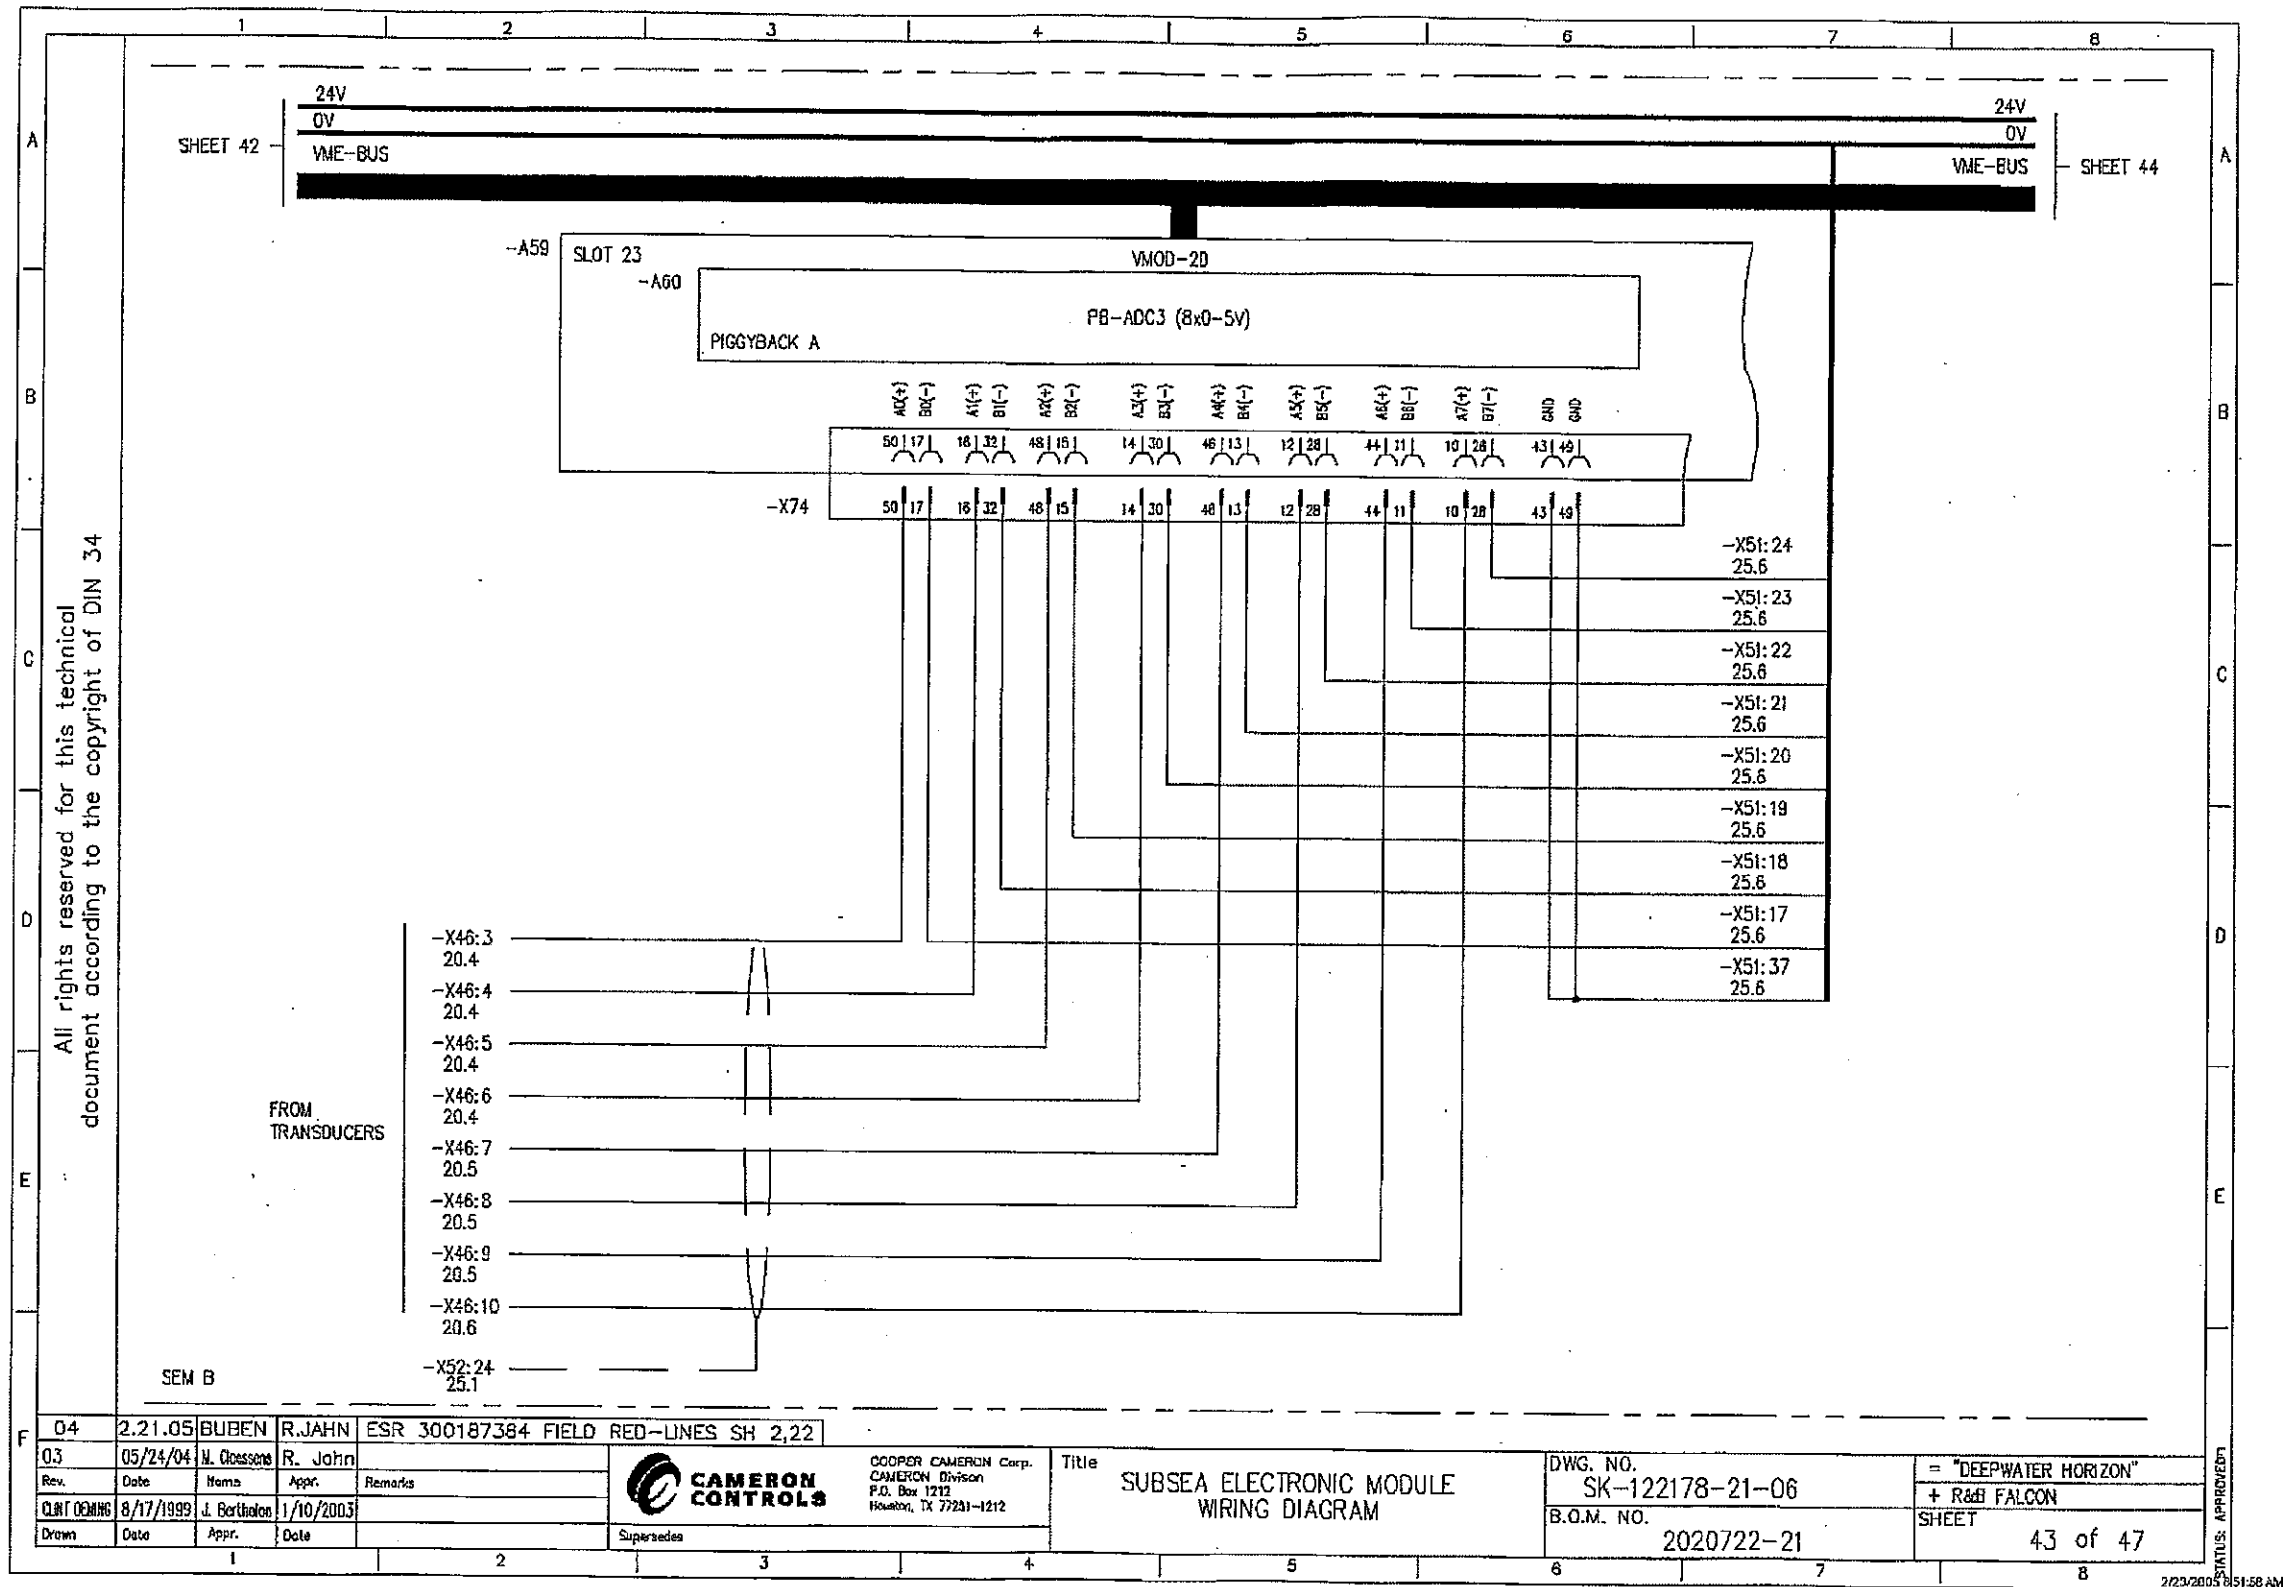 1 2 3 4 5 6 7 8
24V 24V
0V 0V
SHEET 42 VME-BUS VME-BUS SHEET 44
A A
-A59 SLOT 23 VMOD-2D
-A60
PB-ADC3 (8x0-5V)
PIGGYBACK A
B B
A0(+) B0(-) A1(+) B1(-) A2(+) B2(-) A3(+) B3(-) A4(+) B4(-) A5(+) B5(-) A6(+) B6(-) A7(+) B7(-) GND GND
50 17 16 32 48 15 14 30 46 13 12 28 44 11 10 26 43 49
-X74 50 17 16 32 48 15 14 30 46 13 12 28 44 11 10 26 43 49
-X51:24
25.6
-X51:23
25.6
-X51:22
25.6
C C
-X51:21
25.6
-X51:20
25.6
-X51:19
25.6
-X51:18
25.6
-X51:17
25.6
-X51:37
25.6
D D
All rights reserved for this technical
document according to the copyright of DIN 34
-X46:3
20.4
-X46:4
20.4
-X46:5
20.4
-X46:6
20.4
FROM
TRANSDUCERS
-X46:7
20.5
-X46:8
20.5
-X46:9
20.5
-X46:10
20.6
E E
SEM B
-X52:24
25.1
F
04 2.21.05 BUBEN R.JAHN ESR 300187384 FIELD RED-LINES SH 2,22
03 05/24/04 N. Claessens R. Jahn
Rev. Date Name Appr. Remarks
CLINT DEMING 8/17/1999 1/10/2003
Drawn Date Appr. Date
CAMERON
CONTROLS
COOPER CAMERON Corp.
CAMERON Divison
P.O. Box 1212
Houston, TX 77251-1212
Supersedes
Title
SUBSEA ELECTRONIC MODULE
WIRING DIAGRAM
DWG. NO.
SK-122178-21-06
B.O.M. NO.
2020722-21
= "DEEPWATER HORIZON"
+ R&B FALCON
SHEET
43 of 47
STATUS: APPROVED
1 2 3 4 5 6 7 8
2/23/2005 8:51:58 AM